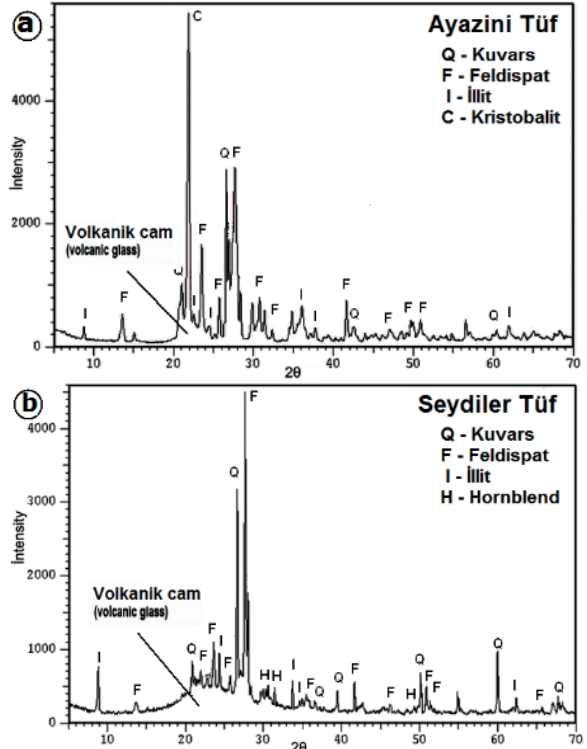 a
Ayazini Tüf
Q - Kuvars
F - Feldispat
I - İllit
C - Kristobalit
C
Q
F
Volkanik cam
(volcanic glass)
I F Q I F I F F F I I F Q F F F Q I
Intensity
4000
2000
0
10 20 30 40 50 60 70
2θ
b
Seydiler Tüf
Q - Kuvars
F - Feldispat
I - İllit
H - Hornblend
F
Q
Volkanik cam
(volcanic glass)
I F Q F F I F H H I I F Q Q F F H Q F Q I F Q
Intensity
4000
3000
2000
1000
0
10 20 30 40 50 60 70
2θ